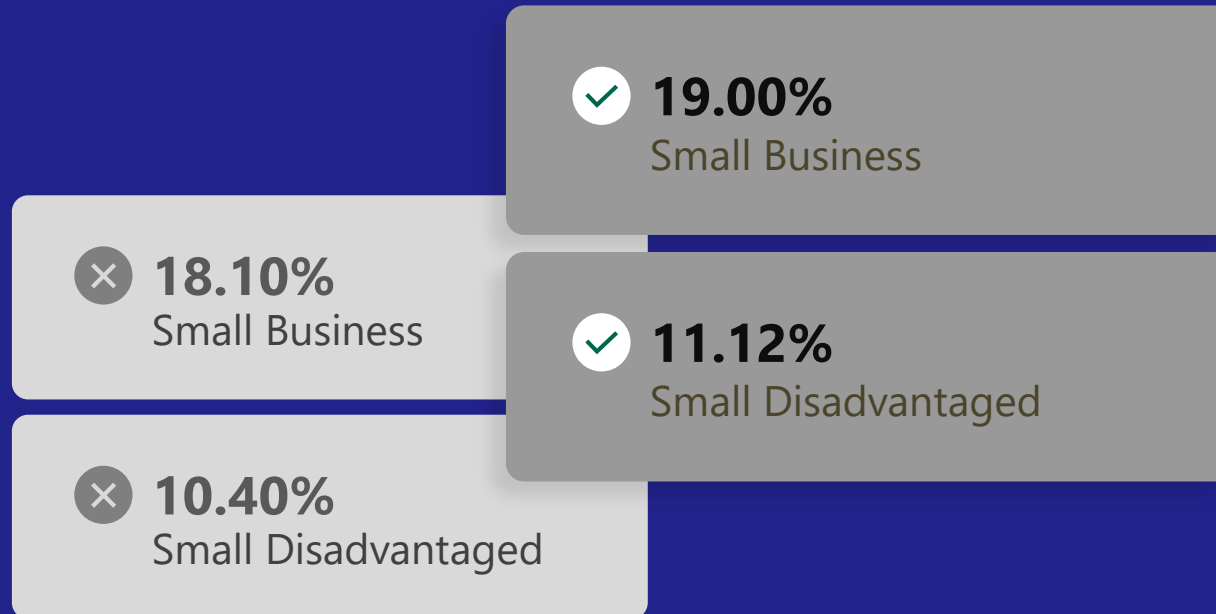 19.00%
Small Business
18.10%
Small Business
11.12%
Small Disadvantaged
10.40%
Small Disadvantaged